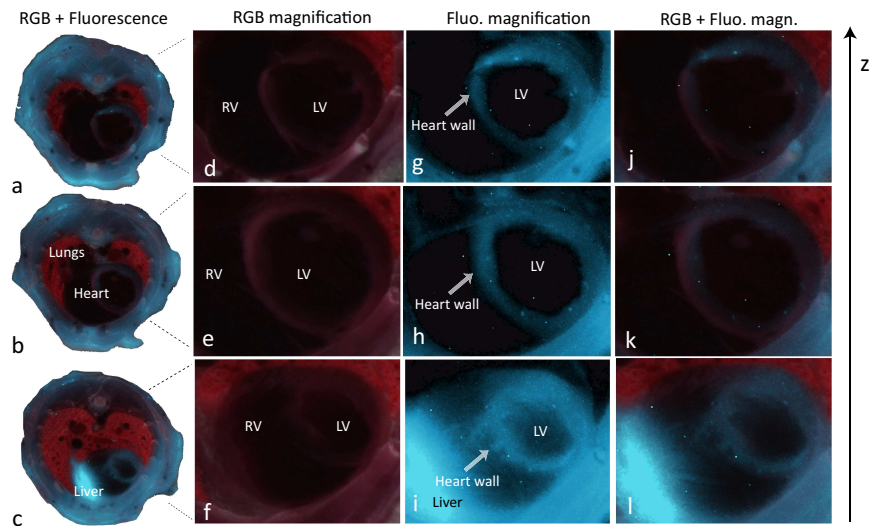 RGB + Fluorescence
RGB magnification
Fluo. magnification
RGB + Fluo. magn.
z
a
RV
LV
d
LV
Heart wall
g
j
Lungs
Heart
b
RV
LV
e
LV
Heart wall
h
k
Liver
c
RV
LV
f
LV
Heart wall
i
Liver
l